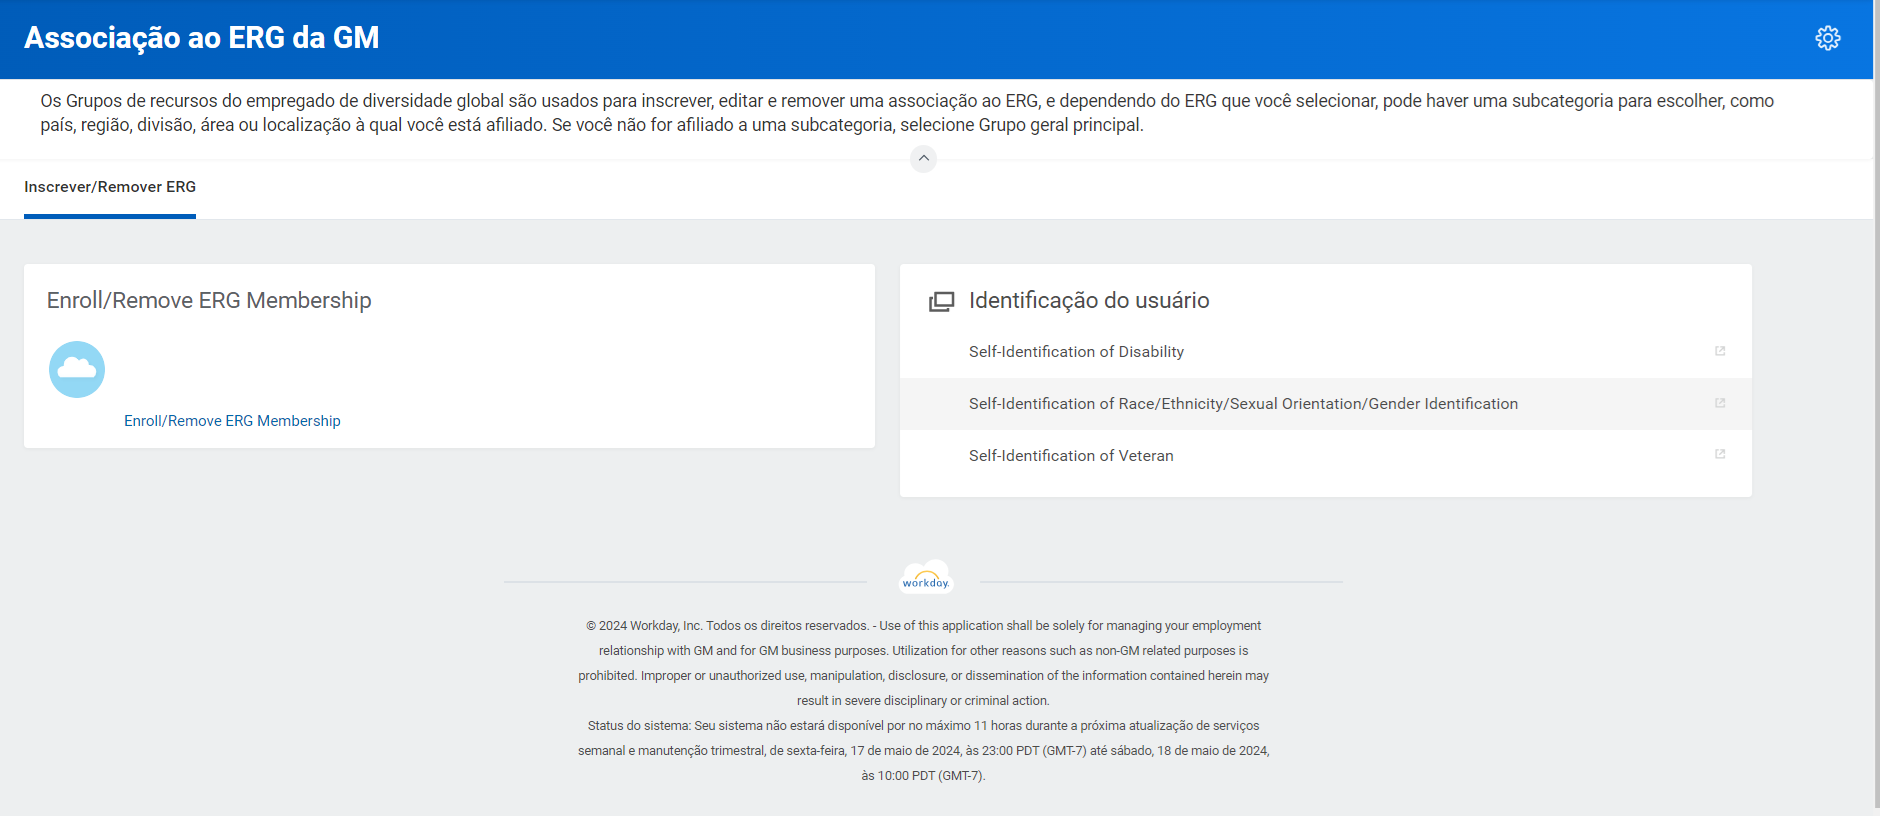 Associação ao ERG da GM
Os Grupos de recursos do empregado de diversidade global são usados para inscrever, editar e remover uma associação ao ERG, e dependendo do ERG que você selecionar, pode haver uma subcategoria para escolher, como
país, região, divisão, área ou localização à qual você está afiliado. Se você não for afiliado a uma subcategoria, selecione Grupo geral principal.
Inscrever/Remover ERG
Enroll/Remove ERG Membership
Enroll/Remove ERG Membership
Identificação do usuário
Self-Identification of Disability
Self-Identification of Race/Ethnicity/Sexual Orientation/Gender Identification
Self-Identification of Veteran
workday.
© 2024 Workday, Inc. Todos os direitos reservados. - Use of this application shall be solely for managing your employment
relationship with GM and for GM business purposes. Utilization for other reasons such as non-GM related purposes is
prohibited. Improper or unauthorized use, manipulation, disclosure, or dissemination of the information contained herein may
result in severe disciplinary or criminal action.
Status do sistema: Seu sistema não estará disponível por no máximo 11 horas durante a próxima atualização de serviços
semanal e manutenção trimestral, de sexta-feira, 17 de maio de 2024, às 23:00 PDT (GMT-7) até sábado, 18 de maio de 2024,
às 10:00 PDT (GMT-7).